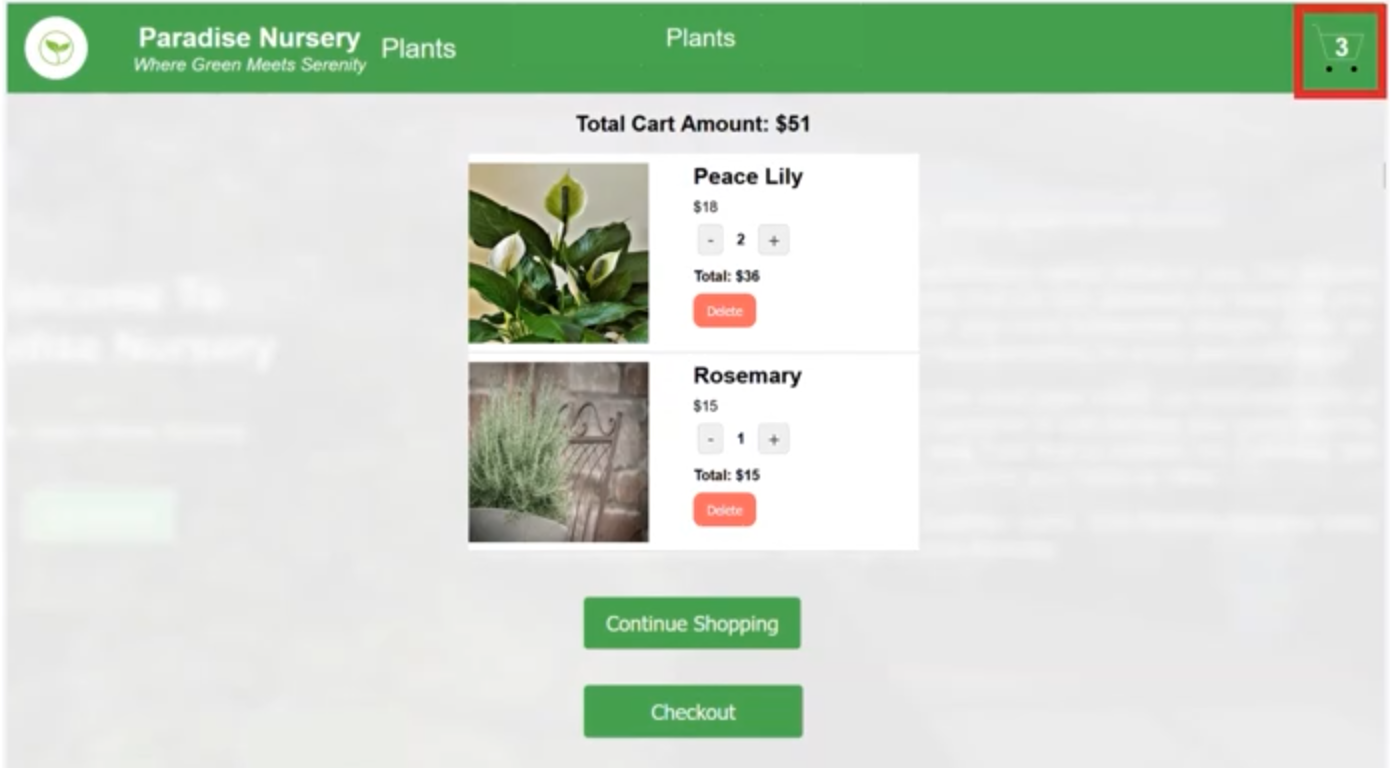 Paradise Nursery
Where Green Meets Serenity
Plants
Plants
3
Total Cart Amount: $51
Peace Lily
$18
- 2 +
Total: $36
Delete
Rosemary
$15
- 1 +
Total: $15
Delete
Continue Shopping
Checkout